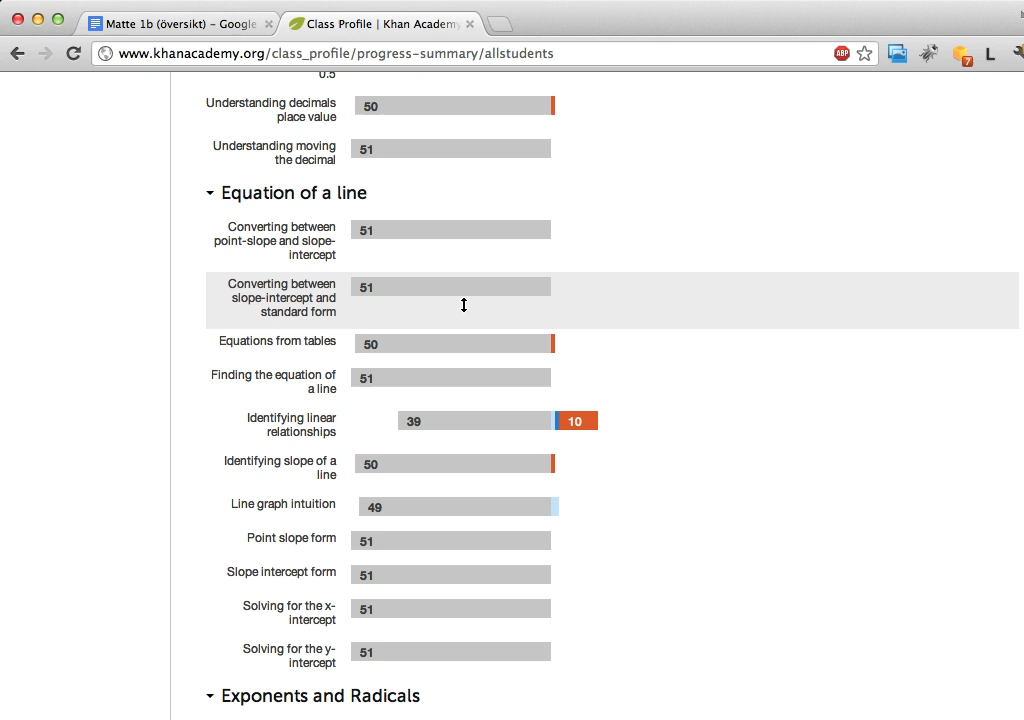 Matte 1b (översikt) – Google
Class Profile | Khan Academy
www.khanacademy.org/class_profile/progress-summary/allstudents
ABP
7
L
0.5
Understanding decimals
place value
50
Understanding moving
the decimal
51
Equation of a line
Converting between
point-slope and slope-
intercept
51
Converting between
slope-intercept and
standard form
51
Equations from tables
50
Finding the equation of
a line
51
Identifying linear
relationships
39
10
Identifying slope of a
line
50
Line graph intuition
49
Point slope form
51
Slope intercept form
51
Solving for the x-
intercept
51
Solving for the y-
intercept
51
Exponents and Radicals